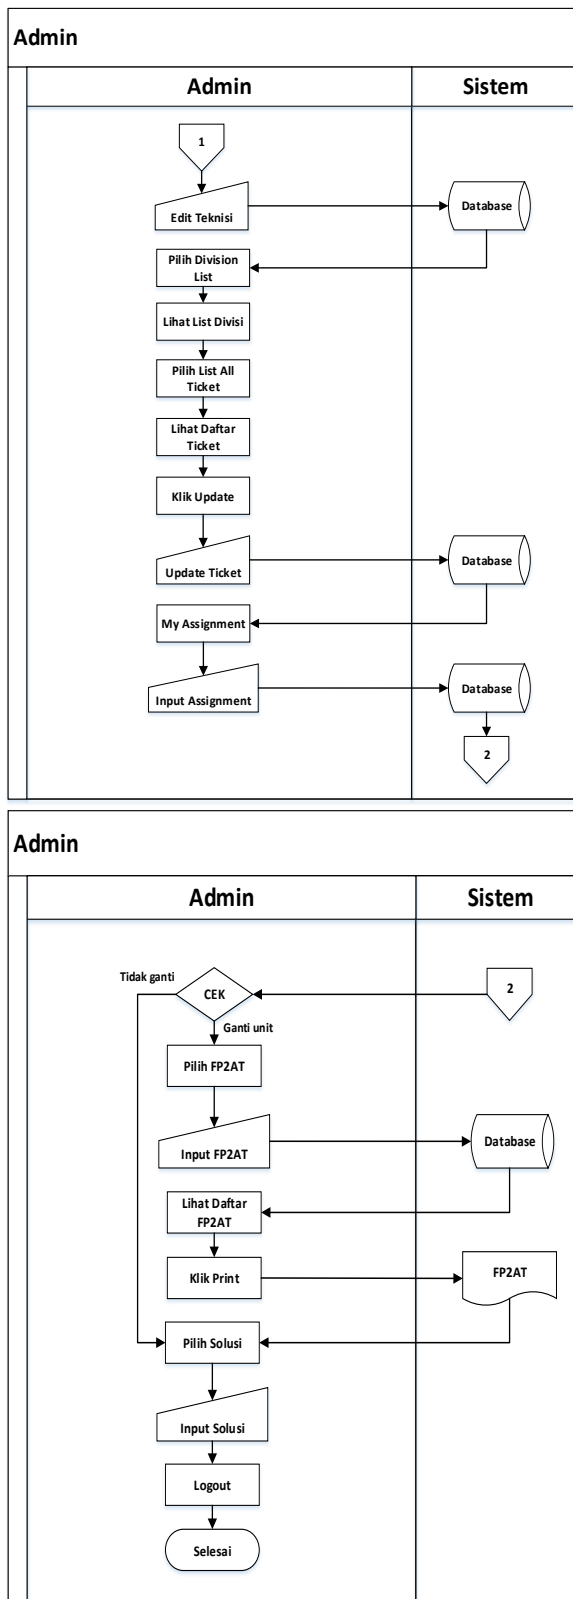 Admin
Admin
Sistem
1
Edit Teknisi
Database
Pilih Division
List
Lihat List Divisi
Pilih List All
Ticket
Lihat Daftar
Ticket
Klik Update
Update Ticket
Database
My Assignment
Input Assignment
Database
2
Admin
Admin
Sistem
Tidak ganti
CEK
2
Ganti unit
Pilih FP2AT
Input FP2AT
Database
Lihat Daftar
FP2AT
Klik Print
FP2AT
Pilih Solusi
Input Solusi
Logout
Selesai